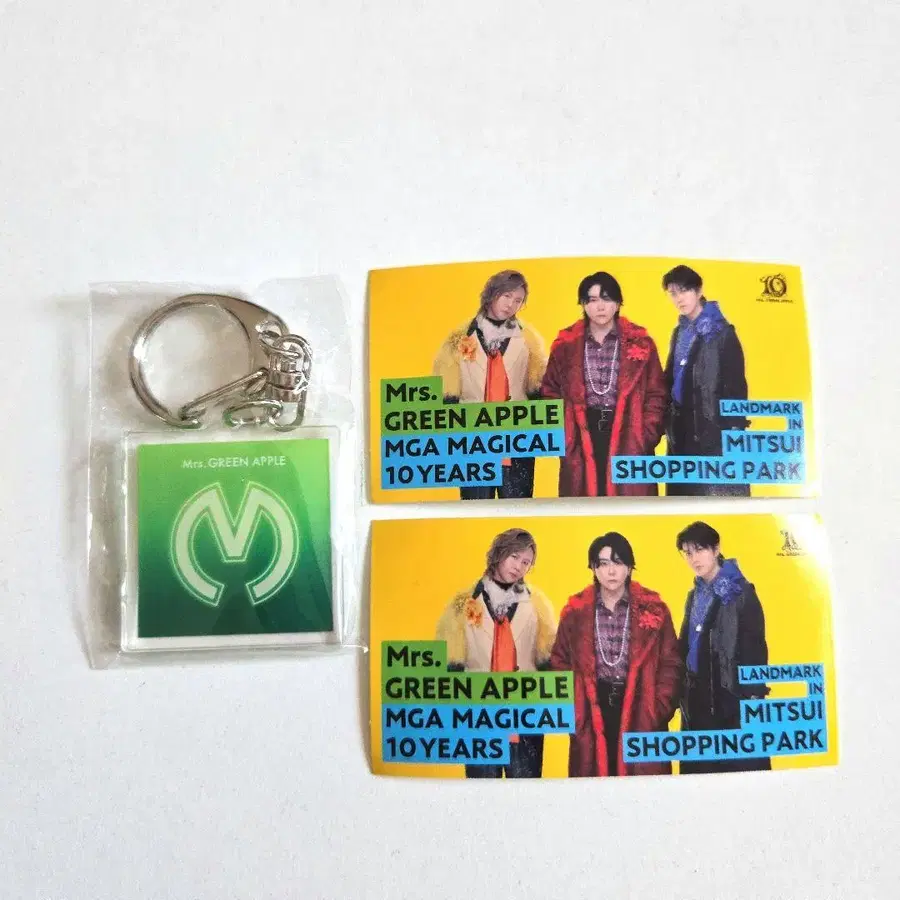 Mrs. GREEN APPLE
Mrs.
GREEN APPLE
MGA MAGICAL
10 YEARS
LANDMARK
IN
MITSUI
SHOPPING PARK
10
Mrs.
GREEN APPLE
MGA MAGICAL
10 YEARS
LANDMARK
IN
MITSUI
SHOPPING PARK